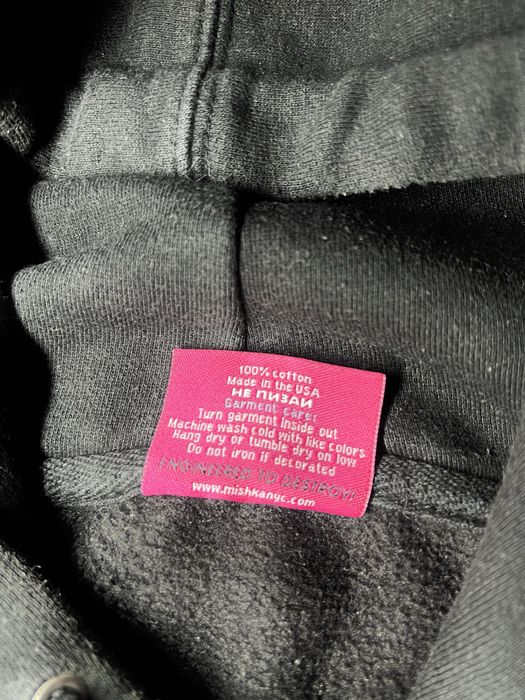 100% cotton
Made in the USA
НЕ ПИЗАЙ
Garment care:
Turn garment inside out
Machine wash cold with like colors
Hang dry or tumble dry on low
Do not iron if decorated
ENGINEERED TO DESTROY!
www.mishkanyc.com